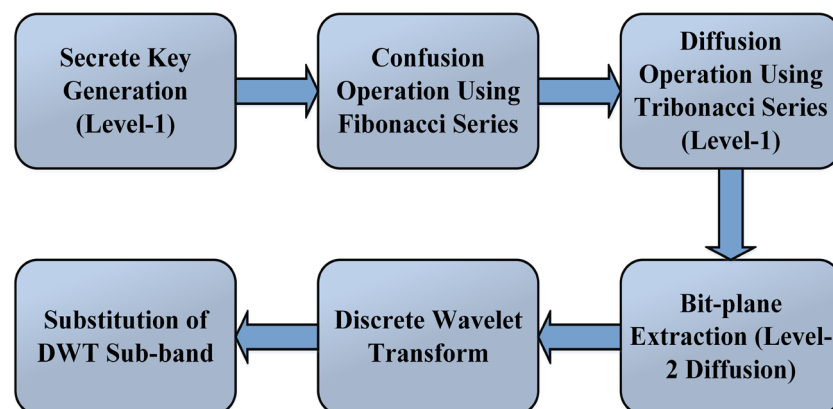 Secrete Key
Generation
(Level-1)
Confusion
Operation Using
Fibonacci Series
Diffusion
Operation Using
Tribonacci Series
(Level-1)
Bit-plane
Extraction (Level-
2 Diffusion)
Discrete Wavelet
Transform
Substitution of
DWT Sub-band